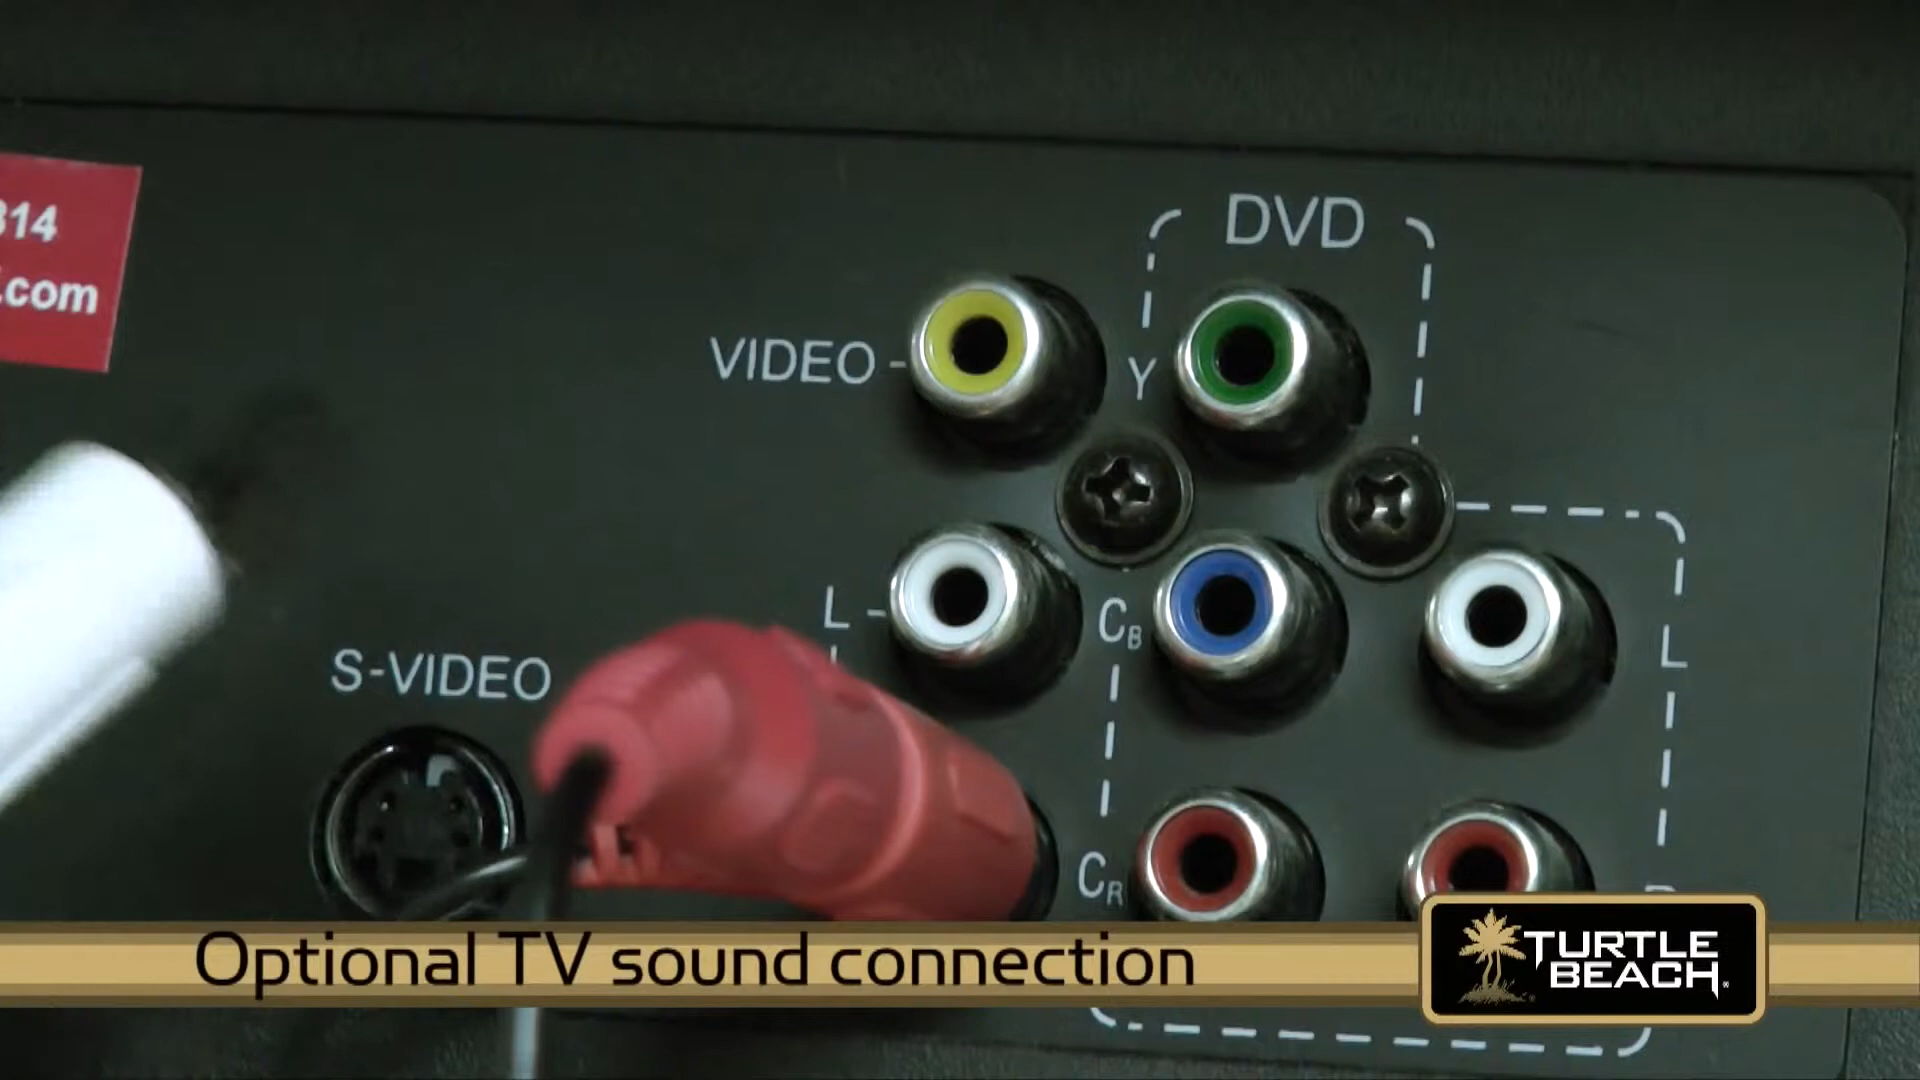 314
.com
DVD
VIDEO -
Y
L -
CB
L
S-VIDEO
CR
Optional TV sound connection
TURTLE
BEACH